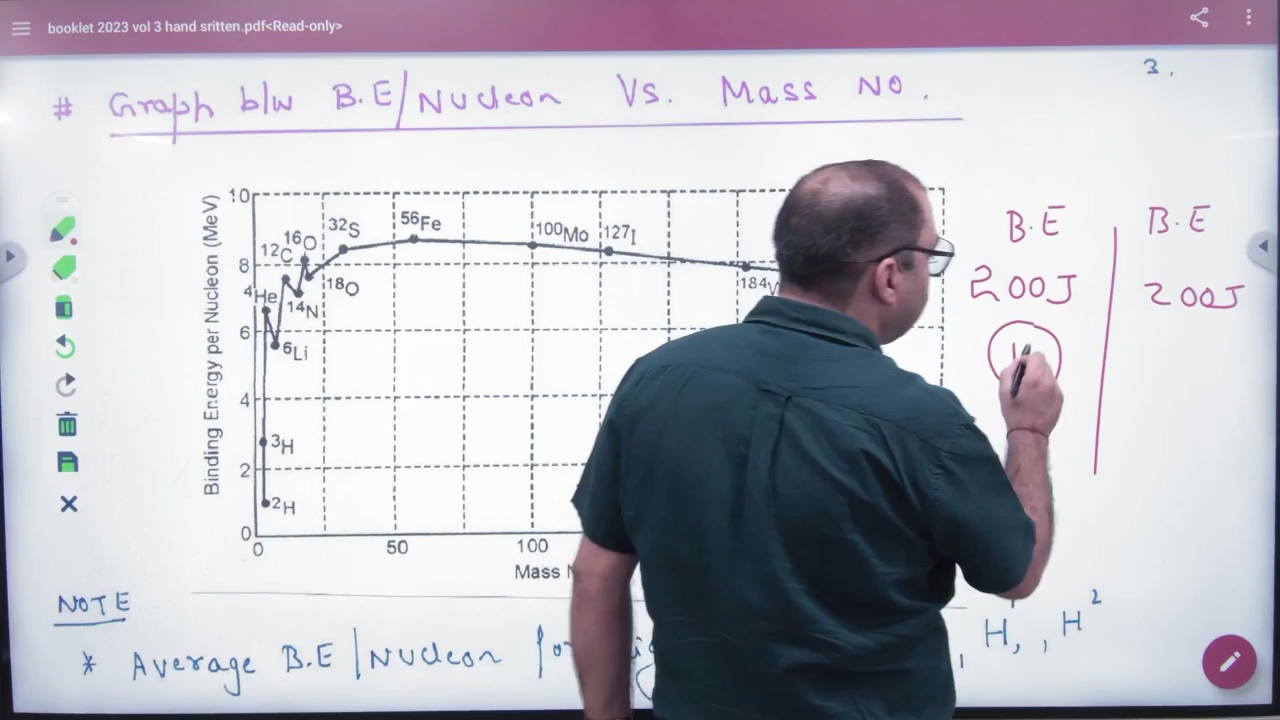 booklet 2023 vol 3 hand sritten.pdf<Read-only>
3.
# Graph b/w B.E/Nucleon Vs. Mass No.
Binding Energy per Nucleon (MeV)
10
8
6
4
2
0
0
50
100
Mass
2H
3H
4He
6Li
12C
14N
16O
18O
32S
56Fe
100Mo
127I
184
B.E
200J
B.E
200J
NOTE
* Average B.E/Nucleon
H, , H²